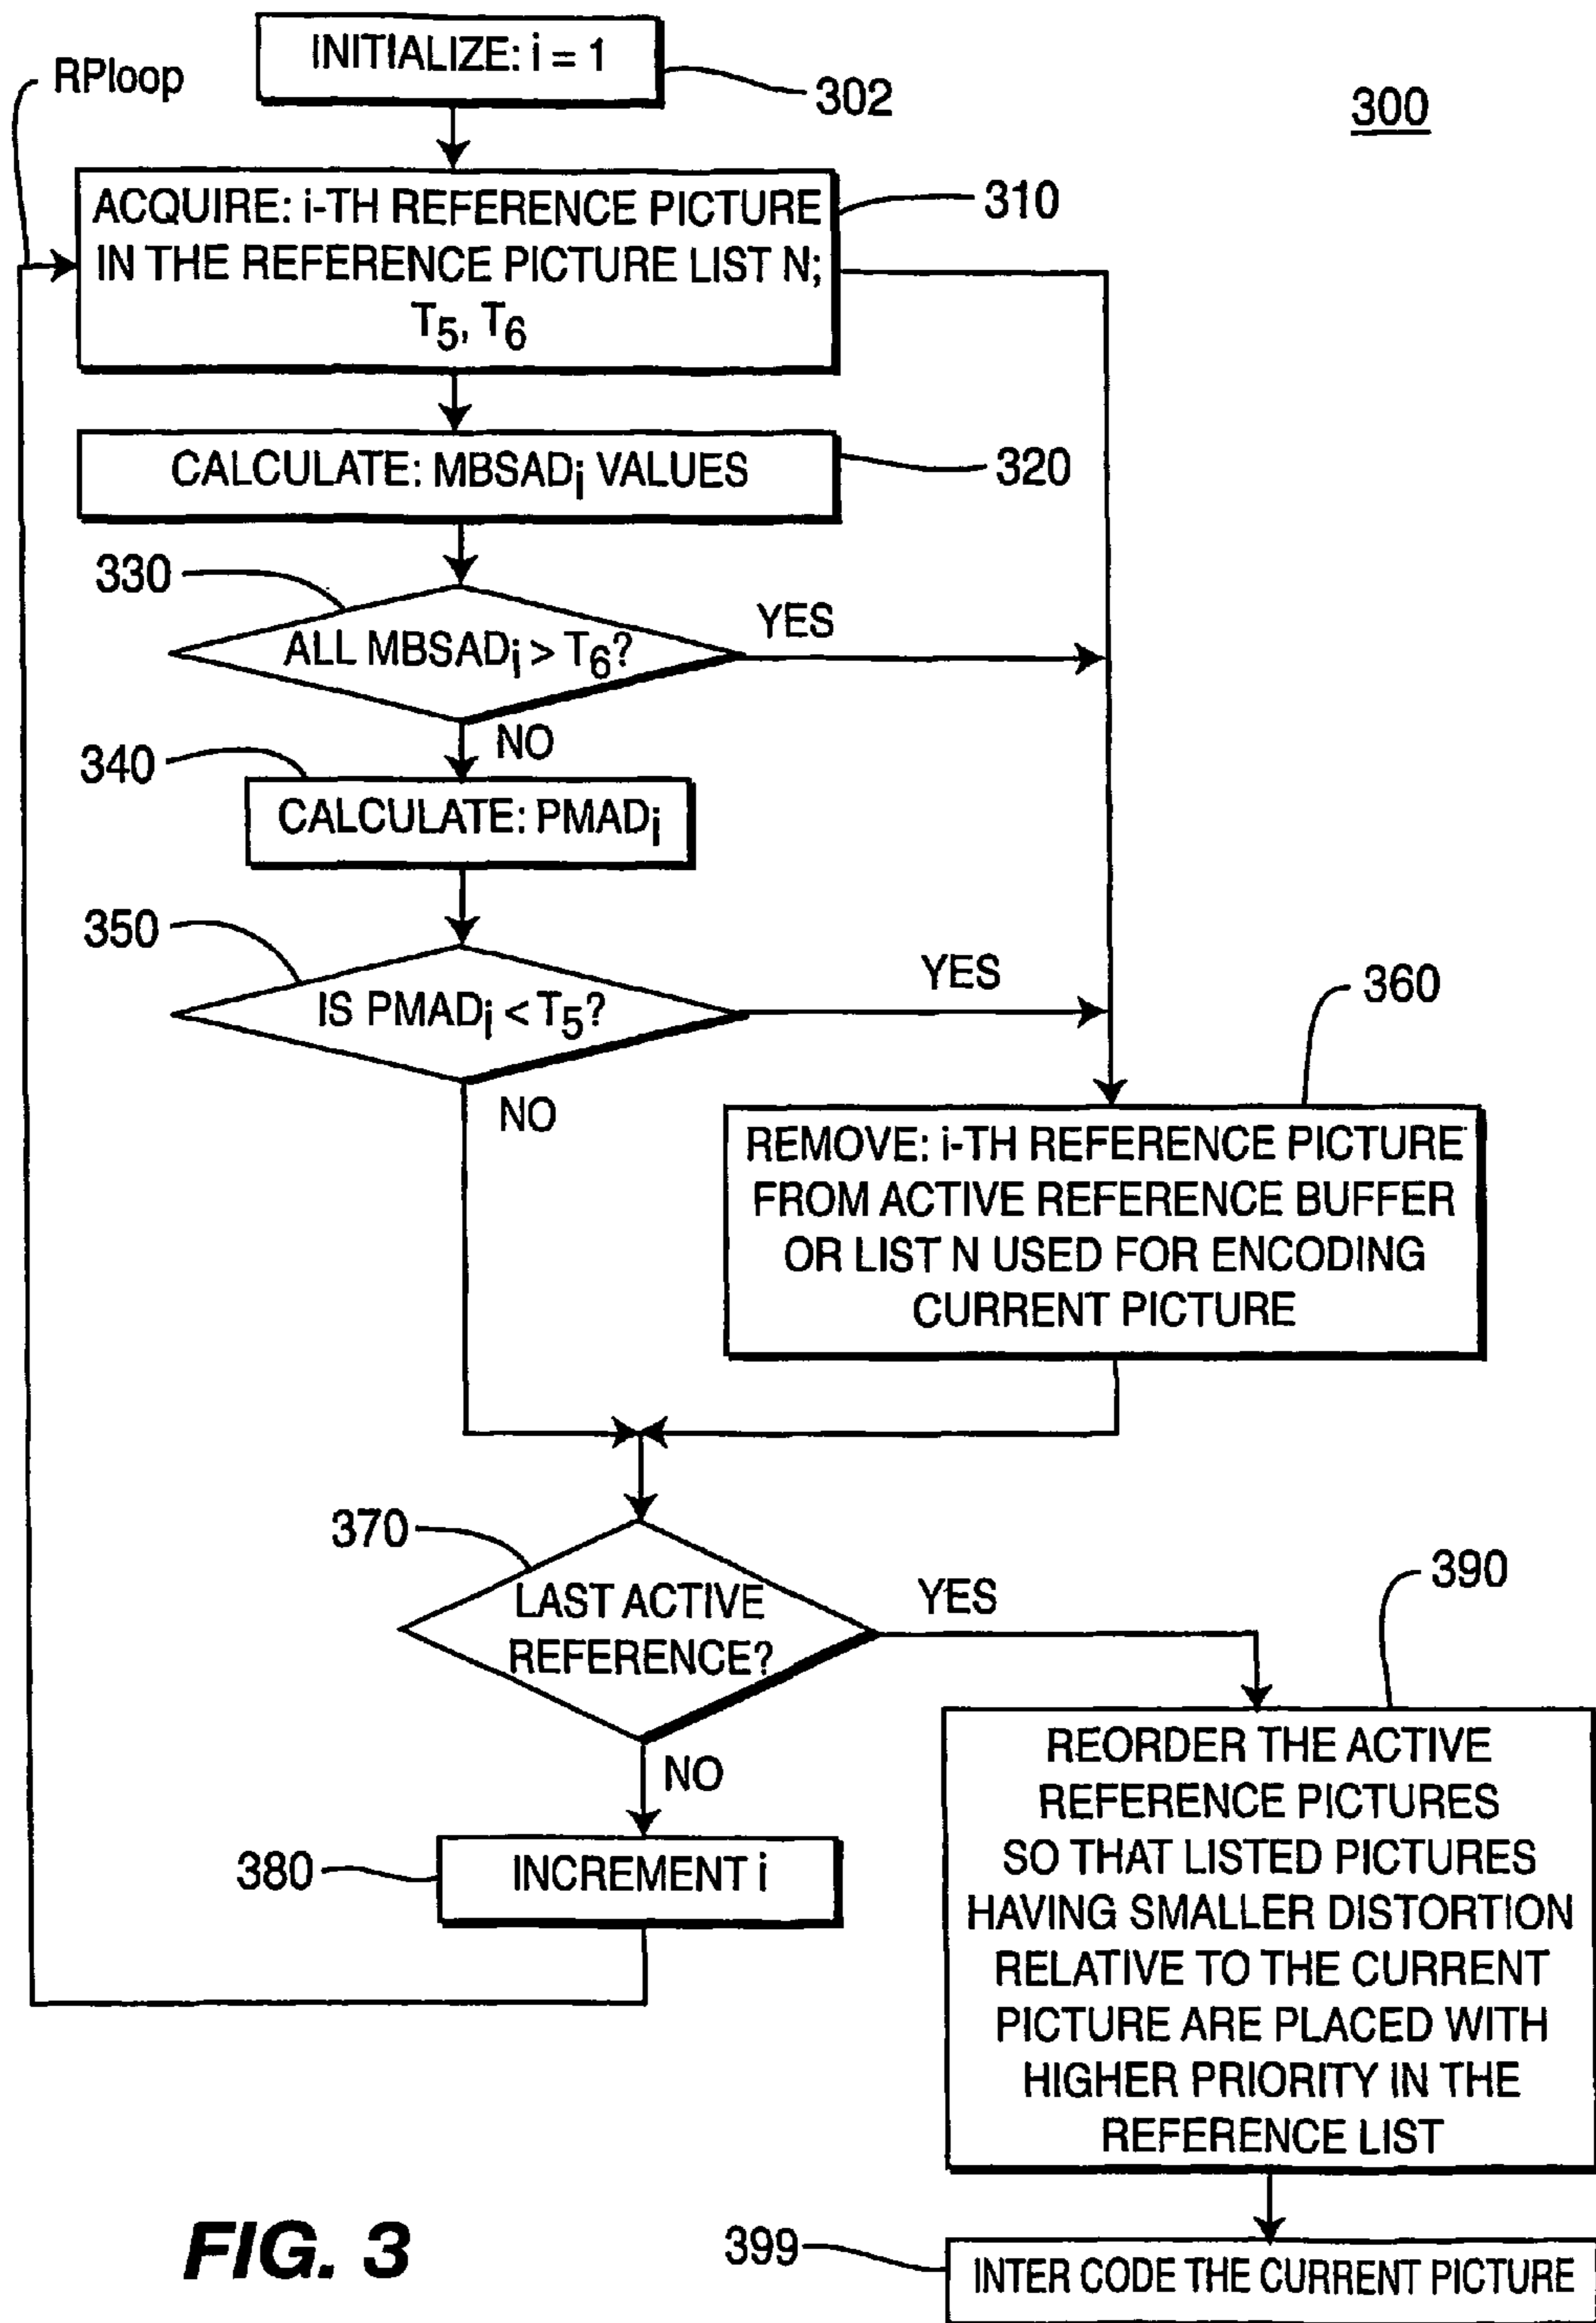 INITIALIZE: i = 1
RPloop
302
300
ACQUIRE: i-TH REFERENCE PICTURE
IN THE REFERENCE PICTURE LIST N;
T5, T6
310
CALCULATE: MBSADi VALUES
320
330
ALL MBSADi > T6?
YES
NO
340
CALCULATE: PMADi
350
IS PMADi < T5?
YES
NO
360
REMOVE: i-TH REFERENCE PICTURE
FROM ACTIVE REFERENCE BUFFER
OR LIST N USED FOR ENCODING
CURRENT PICTURE
370
LAST ACTIVE
REFERENCE?
YES
NO
390
380
INCREMENT i
REORDER THE ACTIVE
REFERENCE PICTURES
SO THAT LISTED PICTURES
HAVING SMALLER DISTORTION
RELATIVE TO THE CURRENT
PICTURE ARE PLACED WITH
HIGHER PRIORITY IN THE
REFERENCE LIST
FIG. 3
399
INTER CODE THE CURRENT PICTURE